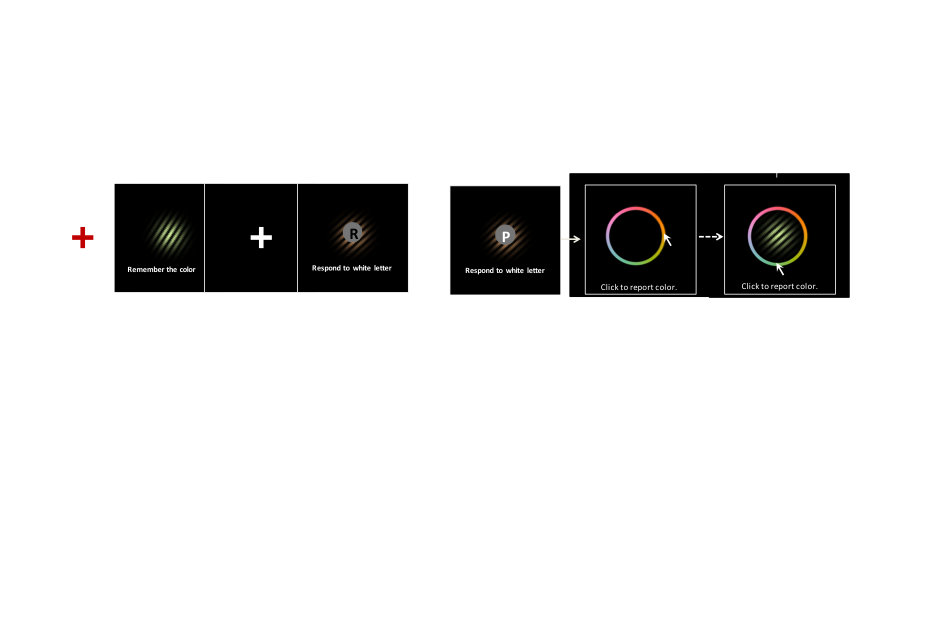 Remember the color
R
Respond to white letter
P
Respond to white letter
Click to report color.
Click to report color.